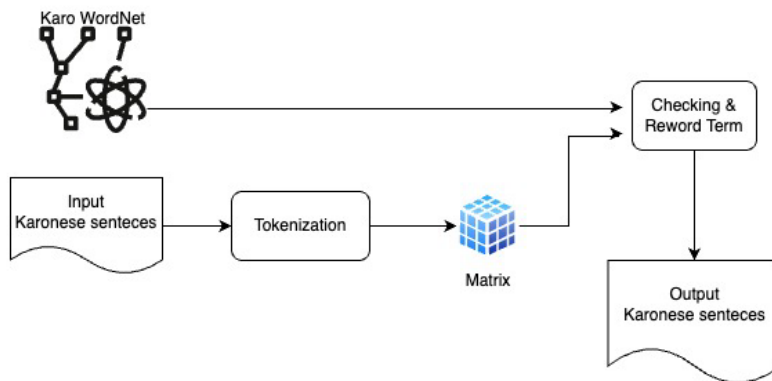 Karo WordNet
Checking &
Reword Term
Input
Karonese senteces
Tokenization
Matrix
Output
Karonese senteces